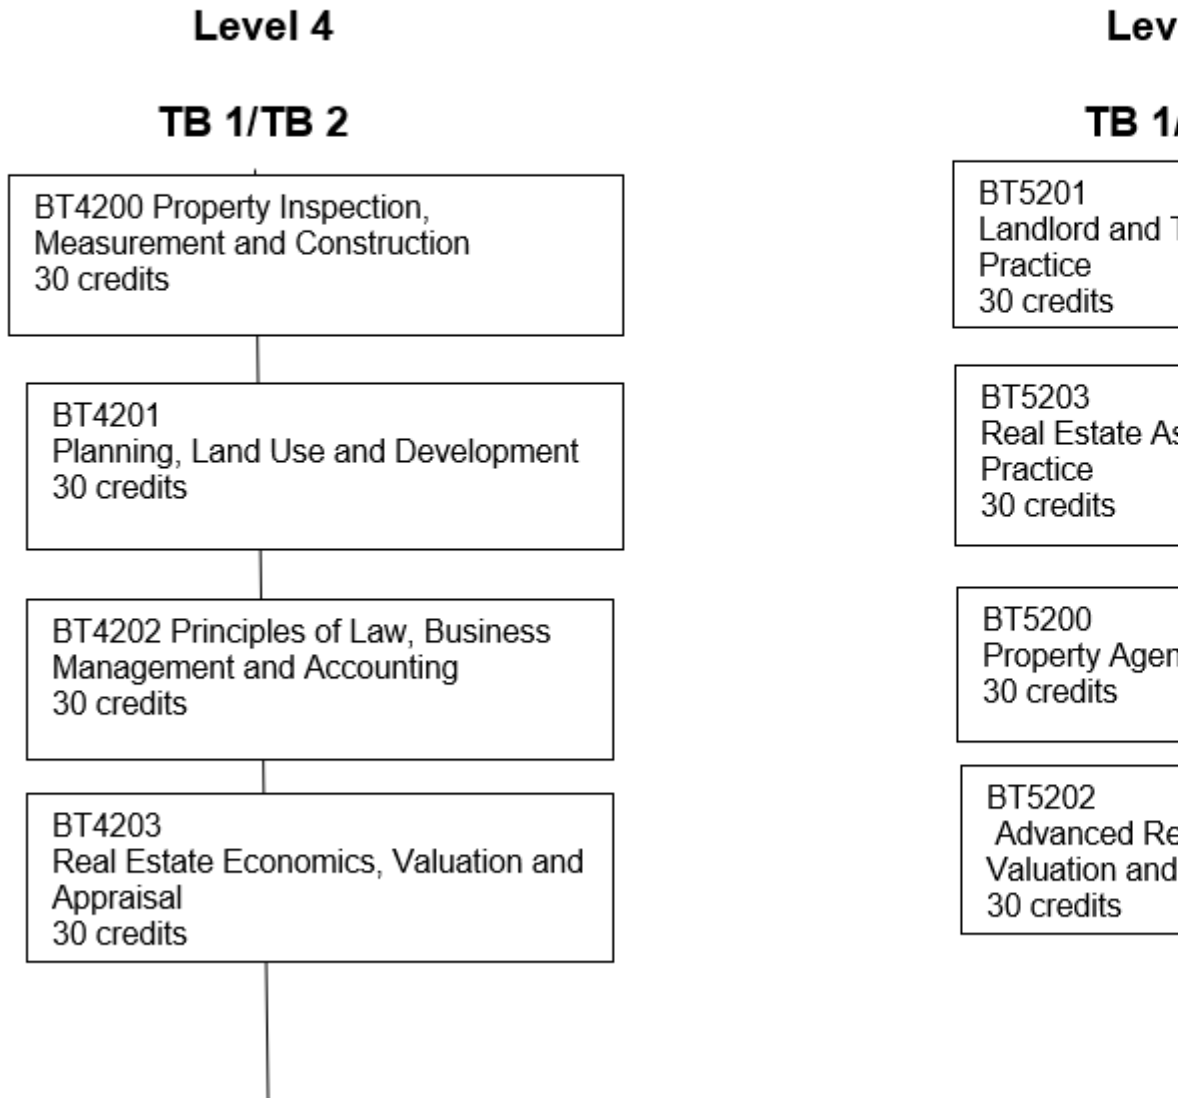 Level 4
TB 1/TB 2
BT4200 Property Inspection,
Measurement and Construction
30 credits
BT4201
Planning, Land Use and Development
30 credits
BT4202 Principles of Law, Business
Management and Accounting
30 credits
BT4203
Real Estate Economics, Valuation and
Appraisal
30 credits
TB 1/
BT5201
Landlord and
Practice
30 credits
BT5203
Real Estate
Practice
30 credits
BT5200
Property
30 credits
BT5202
Advanced
Valuation and
30 credits